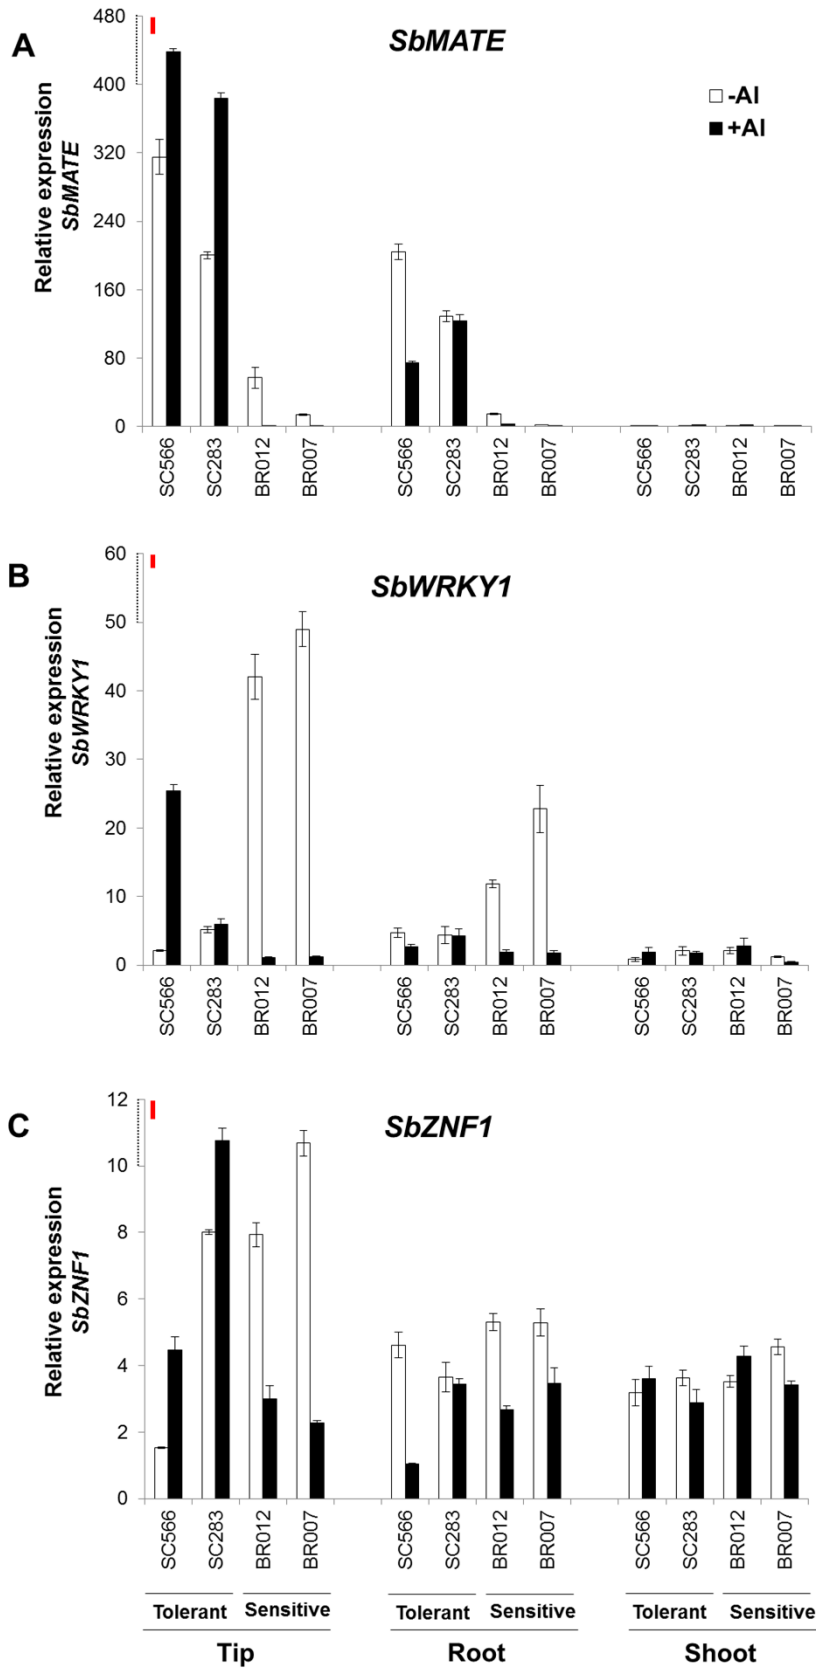 A
SbMATE
-Al
+Al
Relative expression
SbMATE
480
400
320
240
160
80
0
SC566
SC283
BR012
BR007
SC566
SC283
BR012
BR007
SC566
SC283
BR012
BR007
B
SbWRKY1
Relative expression
SbWRKY1
60
50
40
30
20
10
0
SC566
SC283
BR012
BR007
SC566
SC283
BR012
BR007
SC566
SC283
BR012
BR007
C
SbZNF1
Relative expression
SbZNF1
12
10
8
6
4
2
0
SC566
SC283
BR012
BR007
SC566
SC283
BR012
BR007
SC566
SC283
BR012
BR007
Tolerant Sensitive Tolerant Sensitive Tolerant Sensitive
Tip Root Shoot